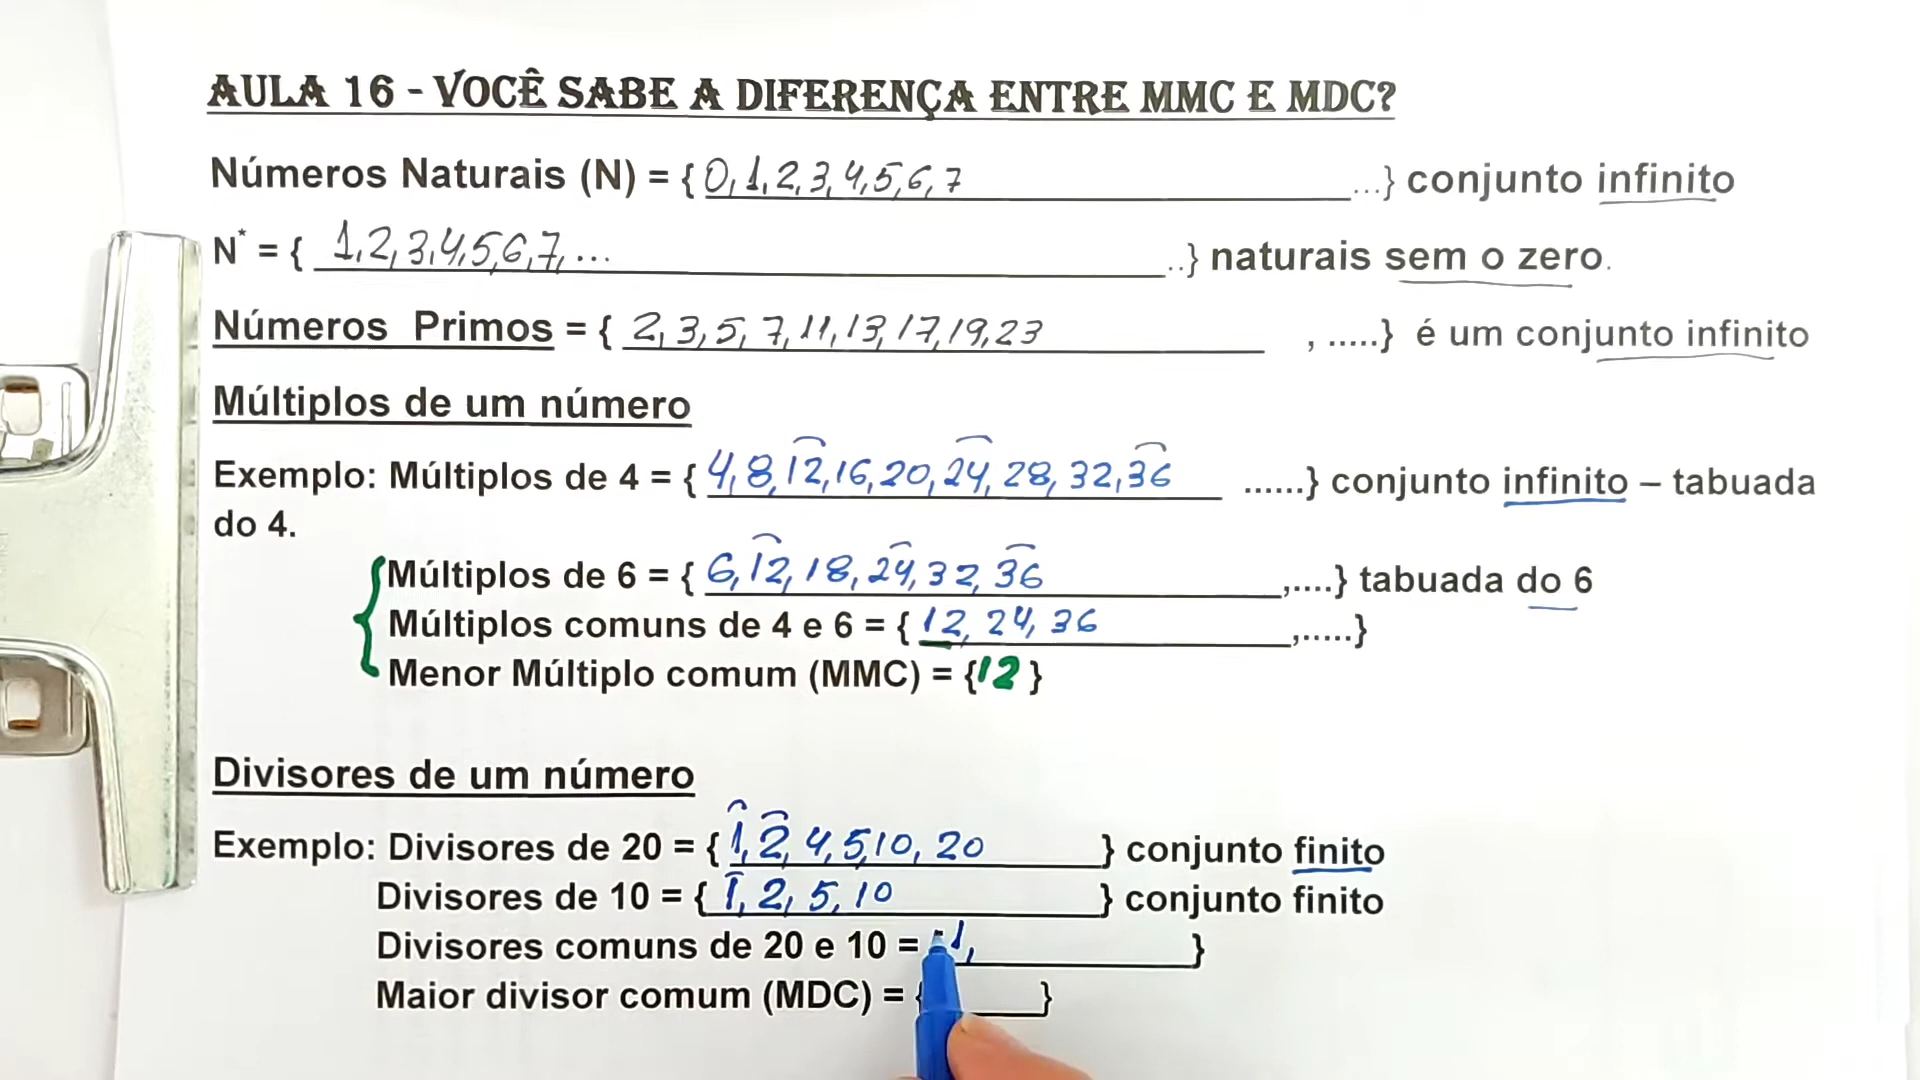 AULA 16 - VOCÊ SABE A DIFERENÇA ENTRE MMC E MDC?
Números Naturais (N) = { 0, 1, 2, 3, 4, 5, 6, 7 ...} conjunto infinito
N* = { 1, 2, 3, 4, 5, 6, 7, ... ..} naturais sem o zero.
Números Primos = { 2, 3, 5, 7, 11, 13, 17, 19, 23 , .....} é um conjunto infinito
Múltiplos de um número
Exemplo: Múltiplos de 4 = { 4, 8, 12, 16, 20, 24, 28, 32, 36 ......} conjunto infinito – tabuada
do 4.
Múltiplos de 6 = { 6, 12, 18, 24, 32, 36 ,....} tabuada do 6
Múltiplos comuns de 4 e 6 = { 12, 24, 36 ,.....}
Menor Múltiplo comum (MMC) = {12}
Divisores de um número
Exemplo: Divisores de 20 = { 1, 2, 4, 5, 10, 20 } conjunto finito
Divisores de 10 = { 1, 2, 5, 10 } conjunto finito
Divisores comuns de 20 e 10 = 1, }
Maior divisor comum (MDC) = { }